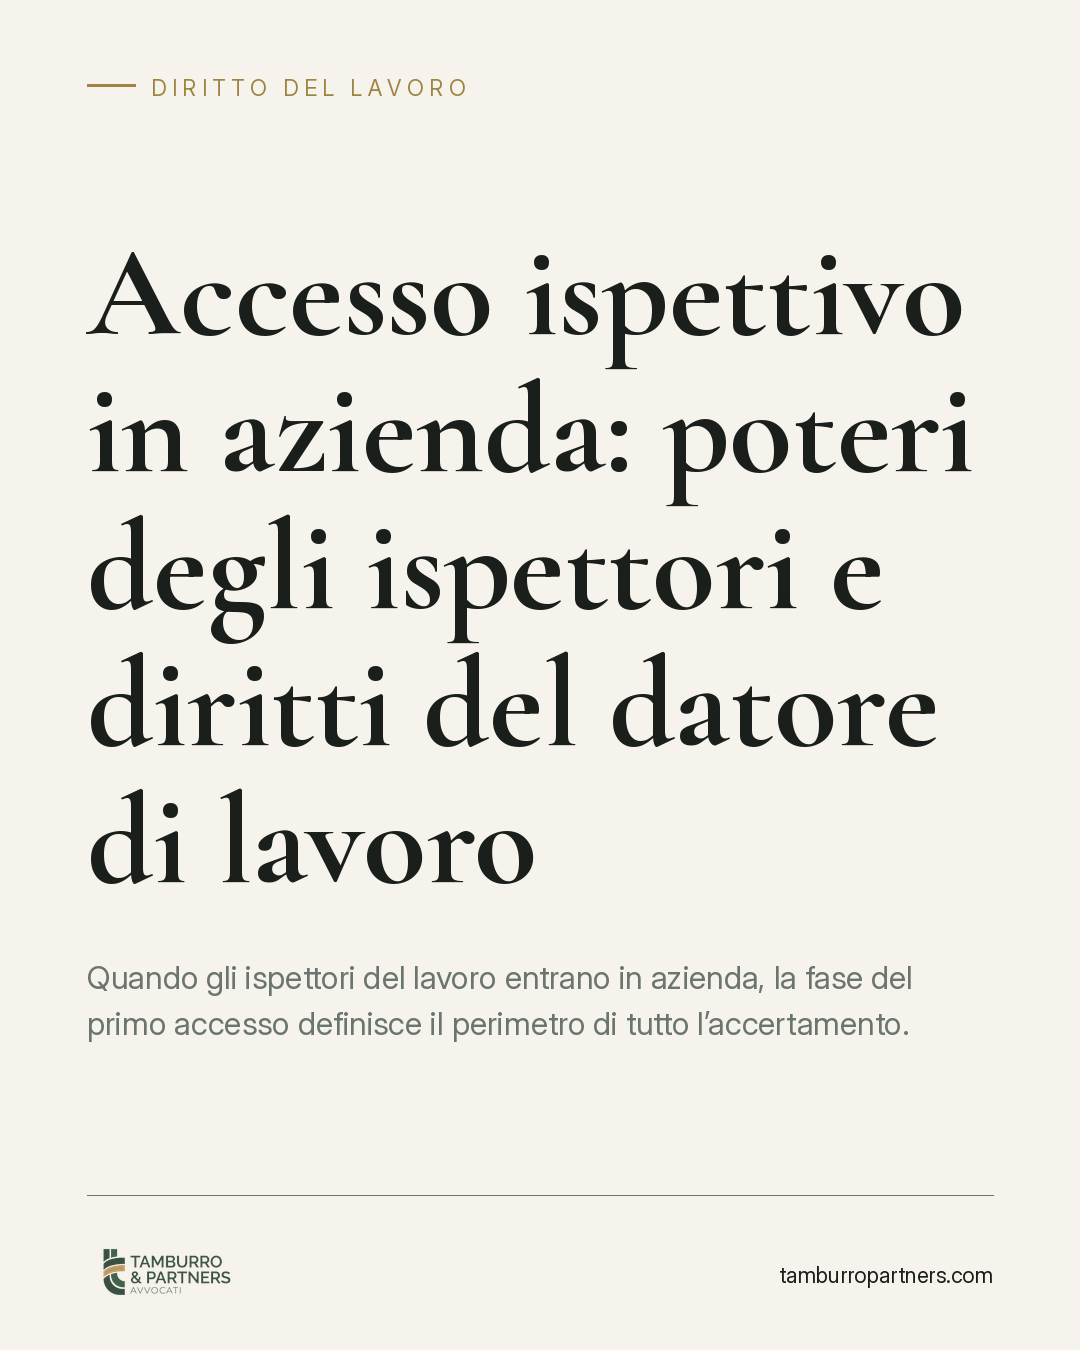 DIRITTO DEL LAVORO
Accesso ispettivo
in azienda: poteri
degli ispettori e
diritti del datore
di lavoro
Quando gli ispettori del lavoro entrano in azienda, la fase del
primo accesso definisce il perimetro di tutto l’accertamento.
TAMBURRO
& PARTNERS
AVVOCATI
tamburropartners.com